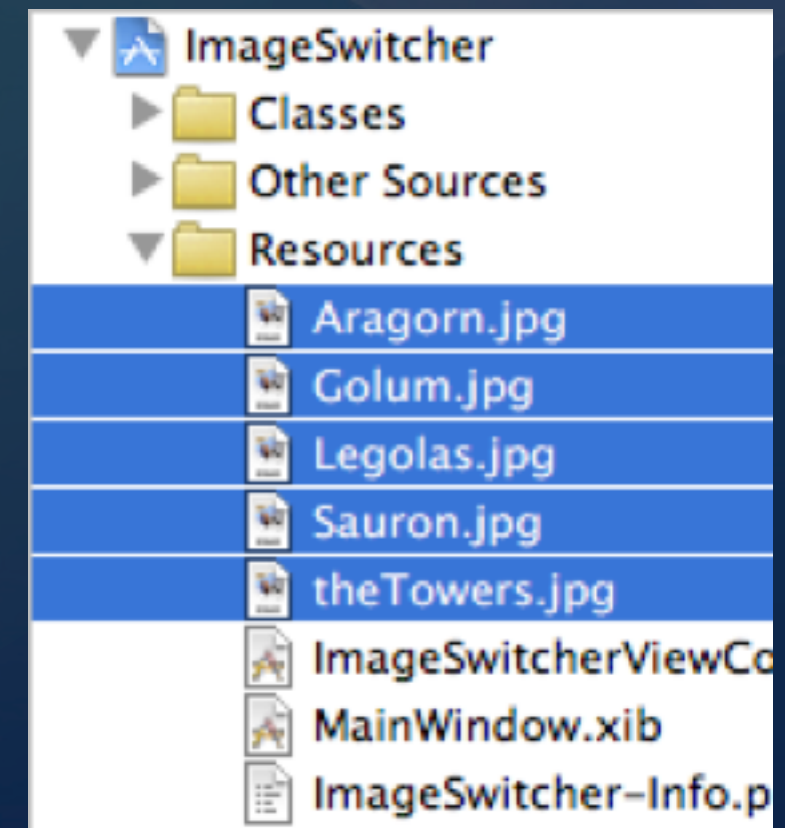 ImageSwitcher
Classes
Other Sources
Resources
Aragorn.jpg
Golum.jpg
Legolas.jpg
Sauron.jpg
theTowers.jpg
ImageSwitcherViewCo
MainWindow.xib
ImageSwitcher-Info.p